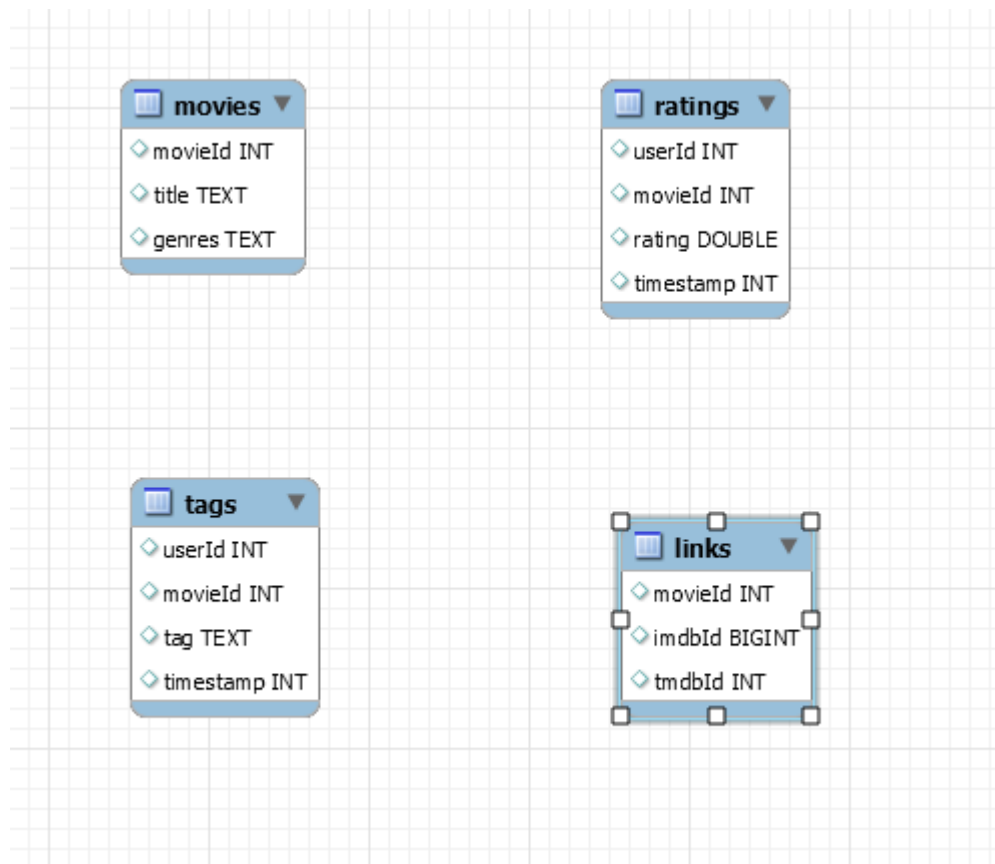 movies
movieId INT
title TEXT
genres TEXT
ratings
userId INT
movieId INT
rating DOUBLE
timestamp INT
tags
userId INT
movieId INT
tag TEXT
timestamp INT
links
movieId INT
imdbId BIGINT
tmdbId INT